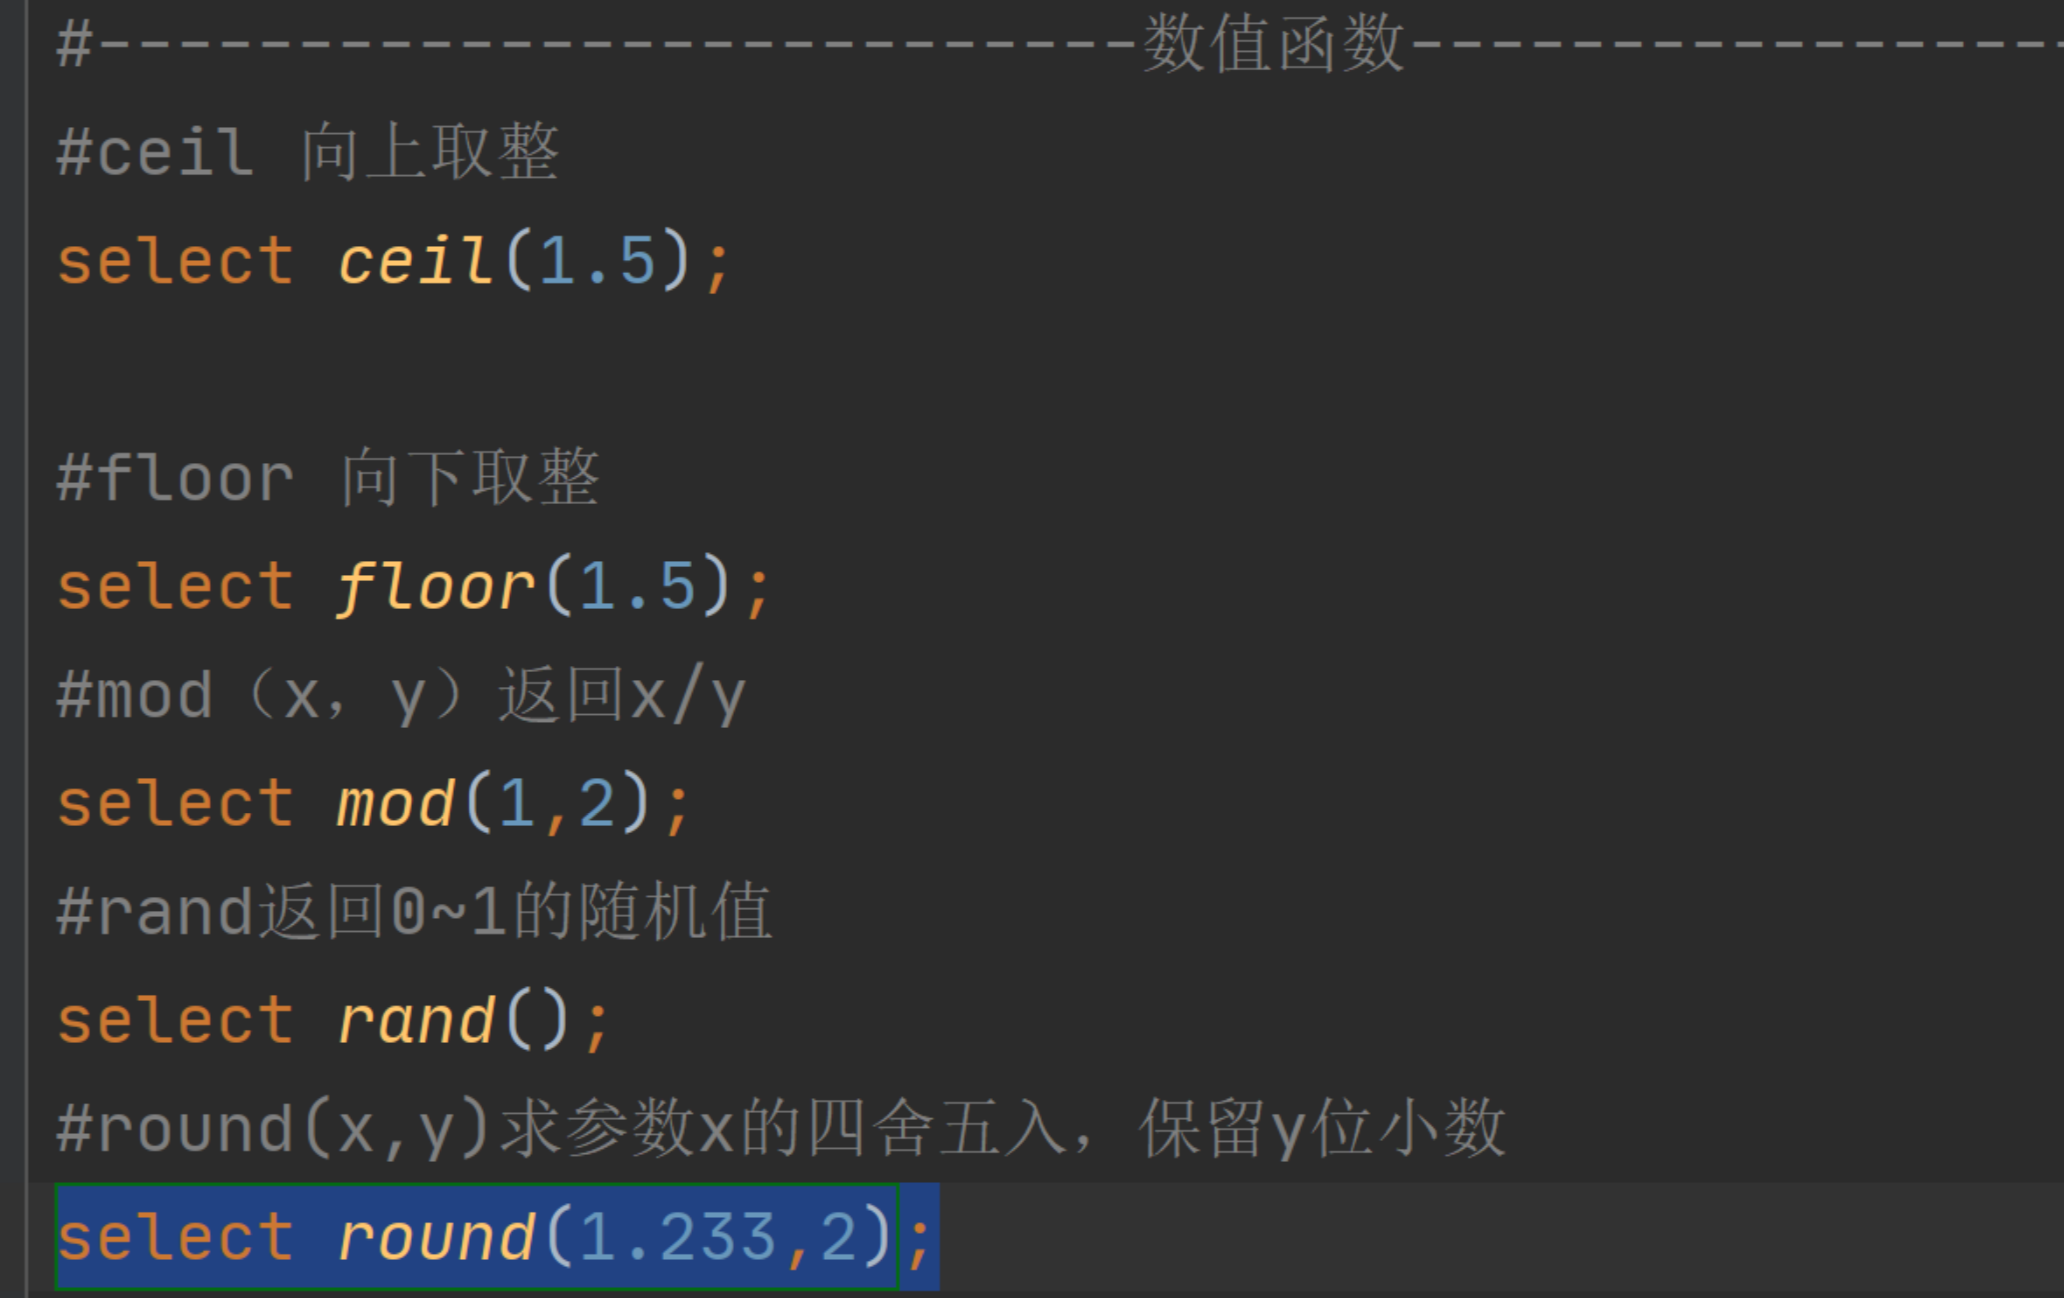 #--------------------------数值函数-----------------
#ceil 向上取整
select ceil(1.5);
#floor 向下取整
select floor(1.5);
#mod（x，y）返回x/y
select mod(1,2);
#rand返回0~1的随机值
select rand();
#round(x,y)求参数x的四舍五入，保留y位小数
select round(1.233,2);